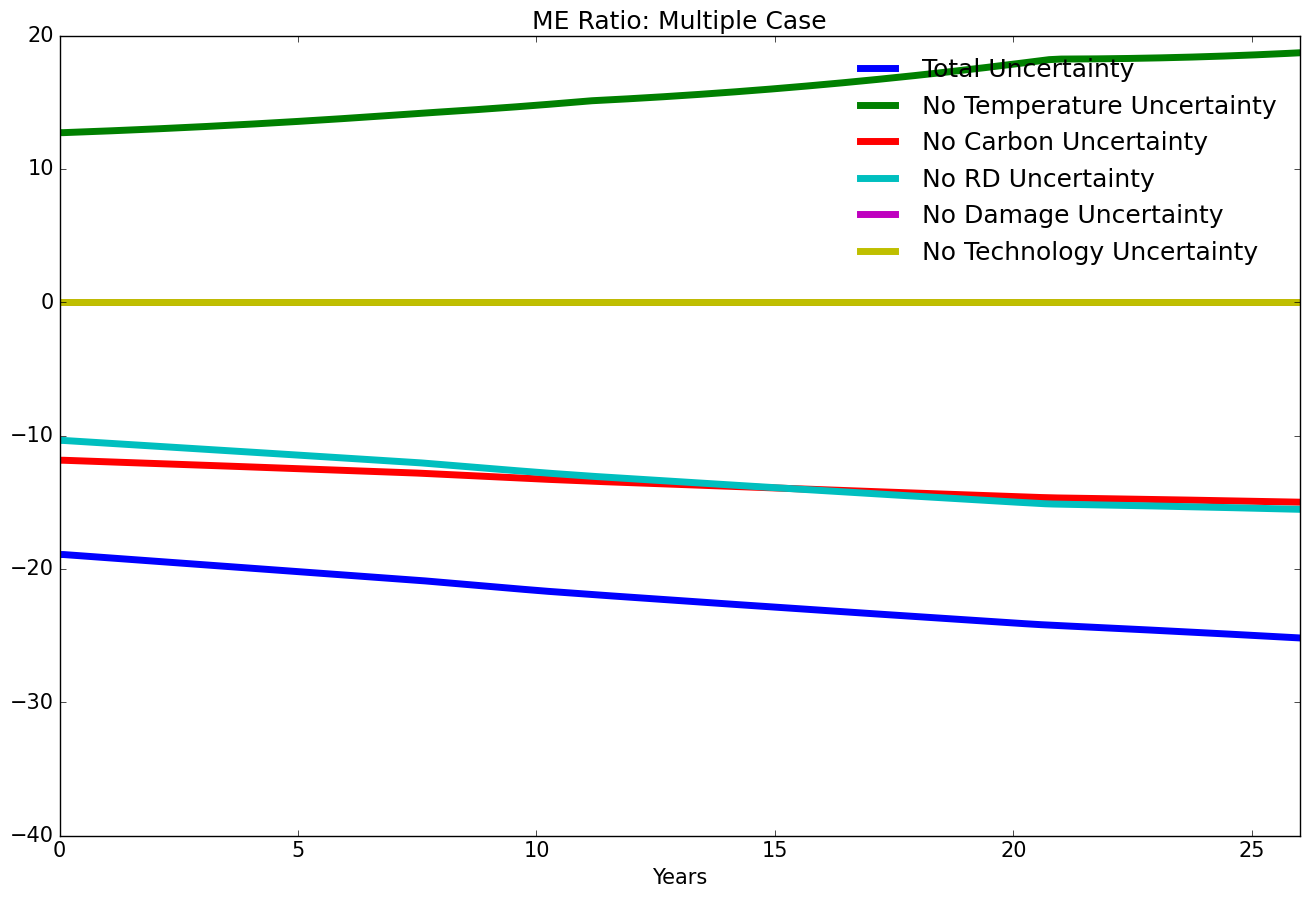 ME Ratio: Multiple Case
20
10
0
−10
−20
−30
−40
Total Uncertainty
No Temperature Uncertainty
No Carbon Uncertainty
No RD Uncertainty
No Damage Uncertainty
No Technology Uncertainty
0 5 10 15 20 25
Years